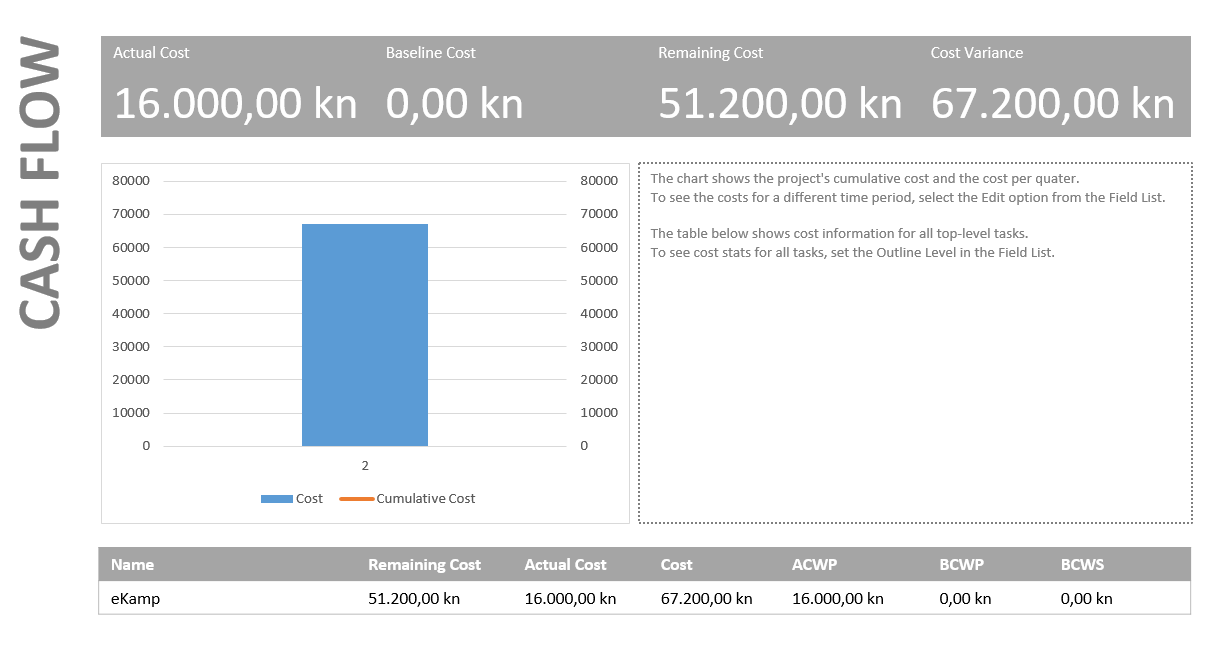 CASH FLOW
Actual Cost Baseline Cost Remaining Cost Cost Variance
16.000,00 kn 0,00 kn 51.200,00 kn 67.200,00 kn
80000 80000
70000 70000
60000 60000
50000 50000
40000 40000
30000 30000
20000 20000
10000 10000
0 0
2
Cost Cumulative Cost
The chart shows the project's cumulative cost and the cost per quater.
To see the costs for a different time period, select the Edit option from the Field List.
The table below shows cost information for all top-level tasks.
To see cost stats for all tasks, set the Outline Level in the Field List.
Name Remaining Cost Actual Cost Cost ACWP BCWP BCWS
eKamp 51.200,00 kn 16.000,00 kn 67.200,00 kn 16.000,00 kn 0,00 kn 0,00 kn